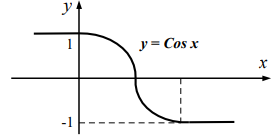 y
1
y = Cos x
x
-1